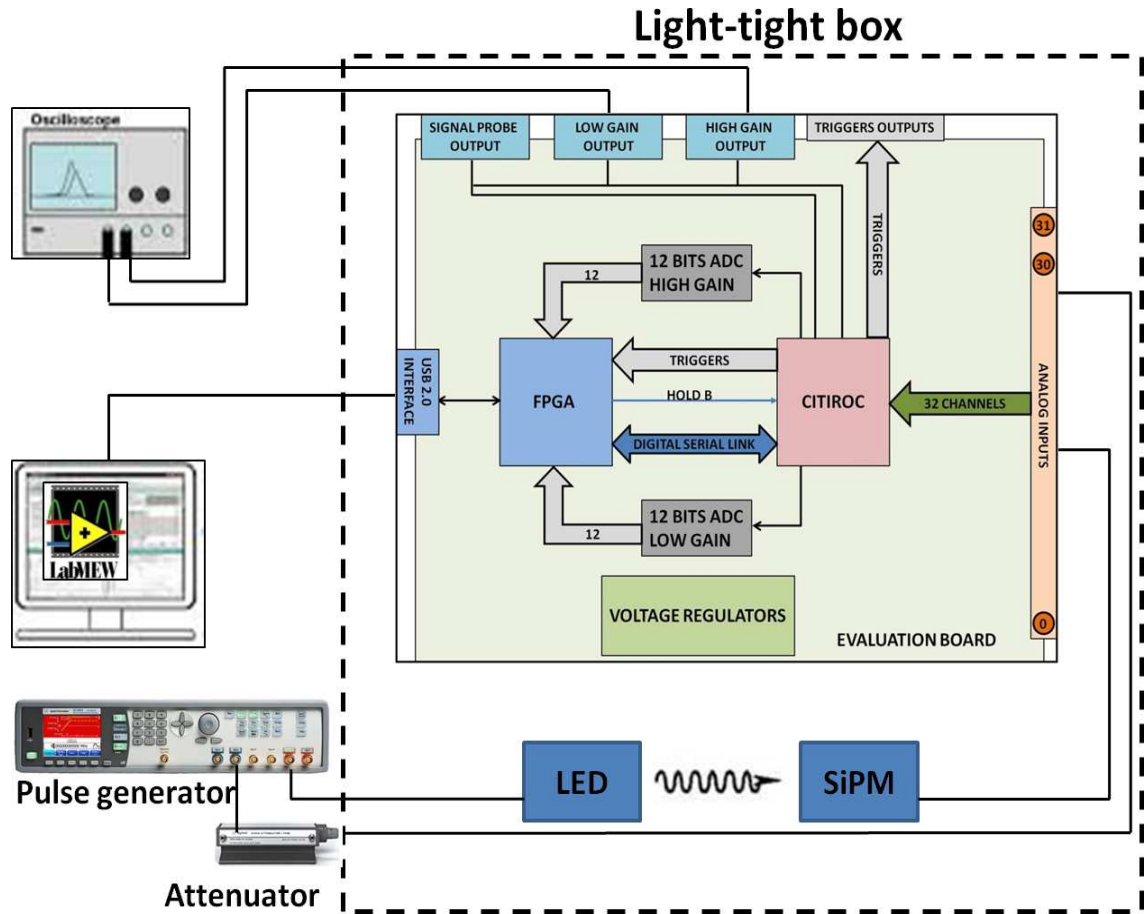 Light-tight box
Oscilloscope
SIGNAL PROBE
OUTPUT
LOW GAIN
OUTPUT
HIGH GAIN
OUTPUT
TRIGGERS OUTPUTS
TRIGGERS
31
30
12 BITS ADC
HIGH GAIN
12
USB 2.0
INTERFACE
FPGA
TRIGGERS
HOLD B
DIGITAL SERIAL LINK
CITIROC
32 CHANNELS
ANALOG INPUTS
12 BITS ADC
LOW GAIN
12
LabMEW
VOLTAGE REGULATORS
0
EVALUATION BOARD
Pulse generator
LED
SiPM
Attenuator